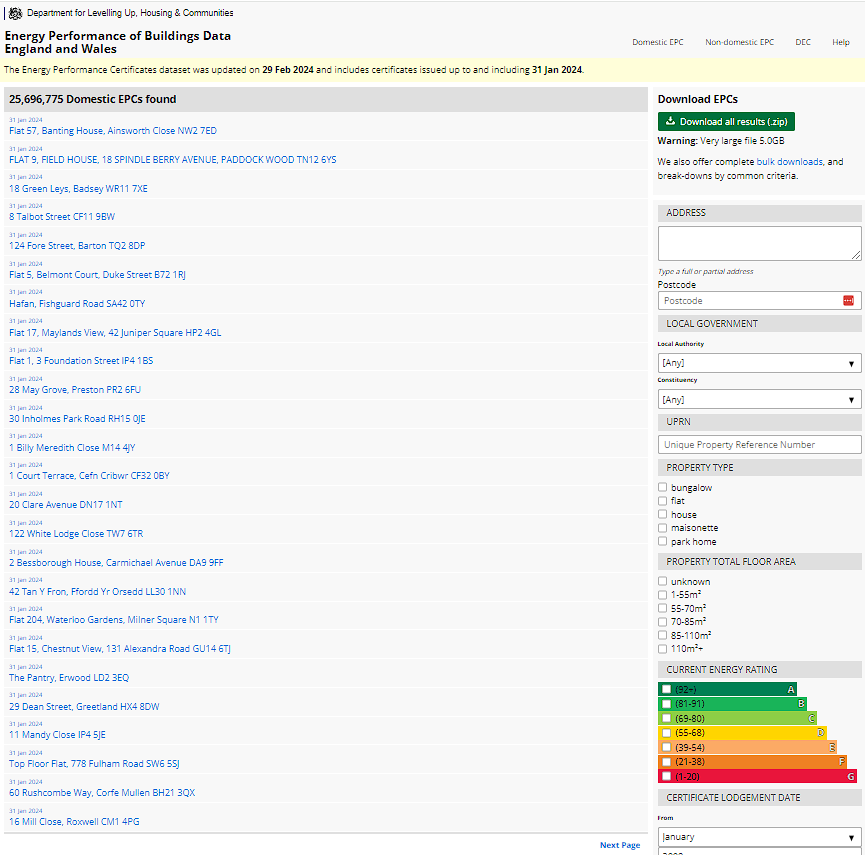 Department for Levelling Up, Housing & Communities
Energy Performance of Buildings Data
England and Wales
Domestic EPC
Non-domestic EPC
DEC
Help
The Energy Performance Certificates dataset was updated on 29 Feb 2024 and includes certificates issued up to and including 31 Jan 2024.
25,696,775 Domestic EPCs found
31 Jan 2024
Flat 57, Banting House, Ainsworth Close NW2 7ED
31 Jan 2024
FLAT 9, FIELD HOUSE, 18 SPINDLE BERRY AVENUE, PADDOCK WOOD TN12 6YS
31 Jan 2024
18 Green Leys, Badsey WR11 7XE
31 Jan 2024
8 Talbot Street CF11 9BW
31 Jan 2024
124 Fore Street, Barton TQ2 8DP
31 Jan 2024
Flat 5, Belmont Court, Duke Street B72 1RJ
31 Jan 2024
Hafan, Fishguard Road SA42 0TY
31 Jan 2024
Flat 17, Maylands View, 42 Juniper Square HP2 4GL
31 Jan 2024
Flat 1, 3 Foundation Street IP4 1BS
31 Jan 2024
28 May Grove, Preston PR2 6FU
31 Jan 2024
30 Inholmes Park Road RH15 0JE
31 Jan 2024
1 Billy Meredith Close M14 4JY
31 Jan 2024
1 Court Terrace, Cefn Cribwr CF32 0BY
31 Jan 2024
20 Clare Avenue DN17 1NT
31 Jan 2024
122 White Lodge Close TW7 6TR
31 Jan 2024
2 Bessborough House, Carmichael Avenue DA9 9FF
31 Jan 2024
42 Tan Y Fron, Ffordd Yr Orsedd LL30 1NN
31 Jan 2024
Flat 204, Waterloo Gardens, Milner Square N1 1TY
31 Jan 2024
Flat 15, Chestnut View, 131 Alexandra Road GU14 6TJ
31 Jan 2024
The Pantry, Erwood LD2 3EQ
31 Jan 2024
29 Dean Street, Greetland HX4 8DW
31 Jan 2024
11 Mandy Close IP4 5JE
31 Jan 2024
Top Floor Flat, 778 Fulham Road SW6 5SJ
31 Jan 2024
60 Rushcombe Way, Corfe Mullen BH21 3QX
31 Jan 2024
16 Mill Close, Roxwell CM1 4PG
Next Page
Download EPCs
Download all results (.zip)
Warning: Very large file 5.0GB
We also offer complete bulk downloads, and
break-downs by common criteria.
ADDRESS
Type a full or partial address
Postcode
Postcode
LOCAL GOVERNMENT
Local Authority
[Any]
Constituency
[Any]
UPRN
Unique Property Reference Number
PROPERTY TYPE
bungalow
flat
house
maisonette
park home
PROPERTY TOTAL FLOOR AREA
unknown
1-55m²
55-70m²
70-85m²
85-110m²
110m²+
CURRENT ENERGY RATING
(92+) A
(81-91) B
(69-80) C
(55-68) D
(39-54) E
(21-38) F
(1-20) G
CERTIFICATE LODGEMENT DATE
From
January